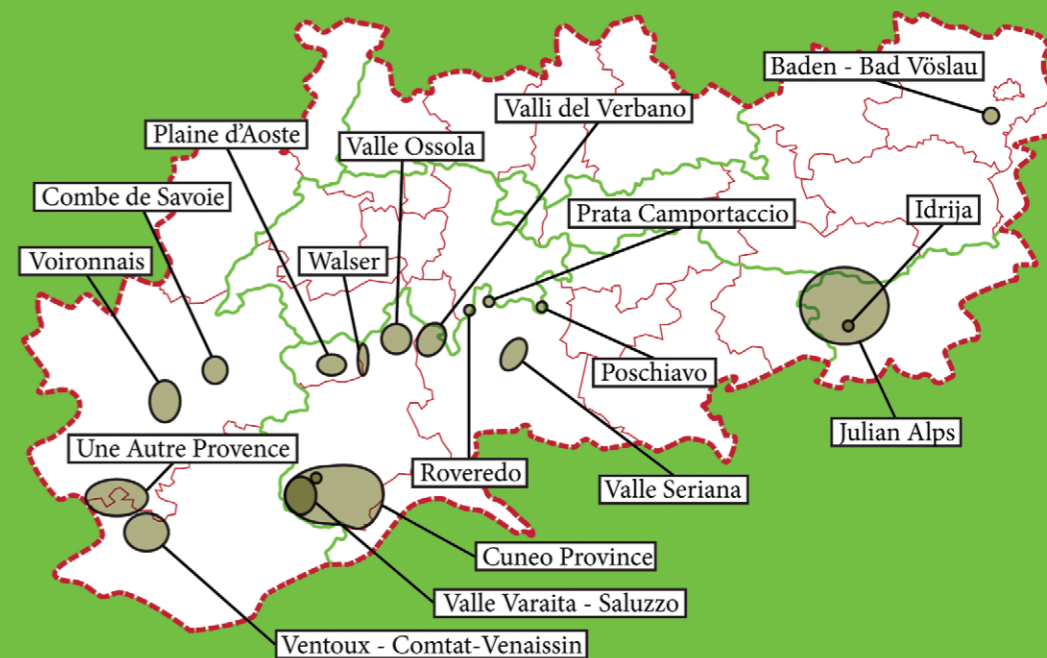 Baden - Bad Vöslau
Valli del Verbano
Plaine d'Aoste
Valle Ossola
Combe de Savoie
Prata Camportaccio
Idrija
Voironnais
Walser
Poschiavo
Julian Alps
Une Autre Provence
Roveredo
Valle Seriana
Cuneo Province
Valle Varaita - Saluzzo
Ventoux - Comtat-Venaissin